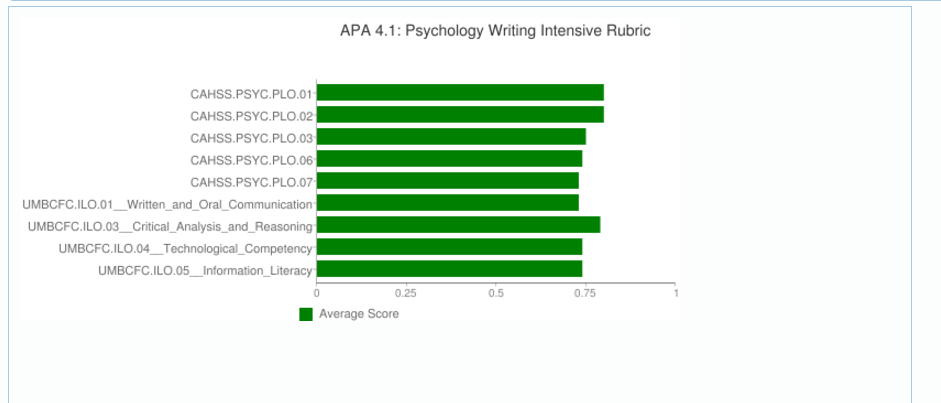 APA 4.1: Psychology Writing Intensive Rubric
CAHSS.PSYC.PLO.01
CAHSS.PSYC.PLO.02
CAHSS.PSYC.PLO.03
CAHSS.PSYC.PLO.06
CAHSS.PSYC.PLO.07
UMBCFC.ILO.01__Written_and_Oral_Communication
UMBCFC.ILO.03__Critical_Analysis_and_Reasoning
UMBCFC.ILO.04__Technological_Competency
UMBCFC.ILO.05__Information_Literacy
0 0.25 0.5 0.75 1
Average Score